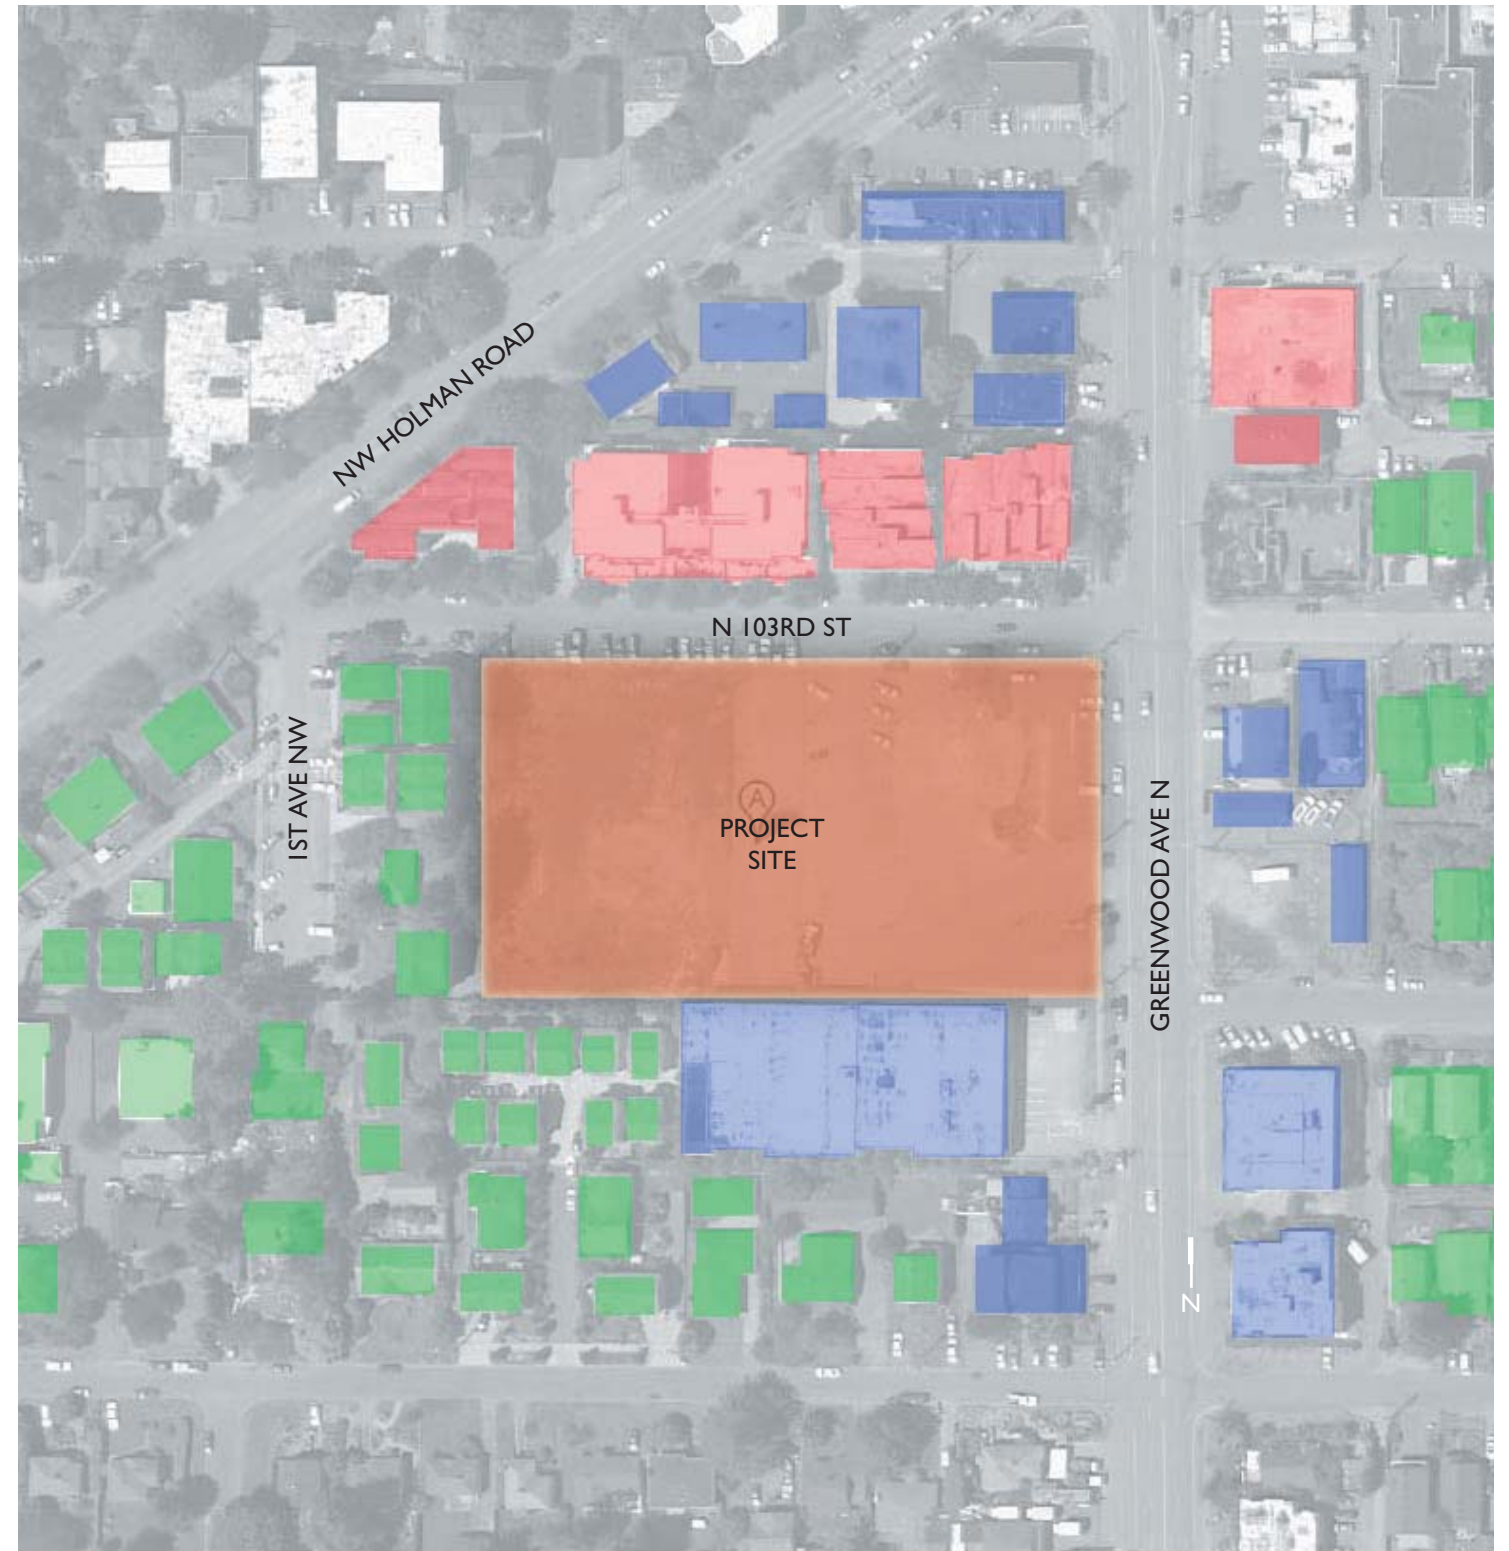 NW HOLMAN ROAD
N 103RD ST
1ST AVE NW
A
PROJECT
SITE
GREENWOOD AVE N
N